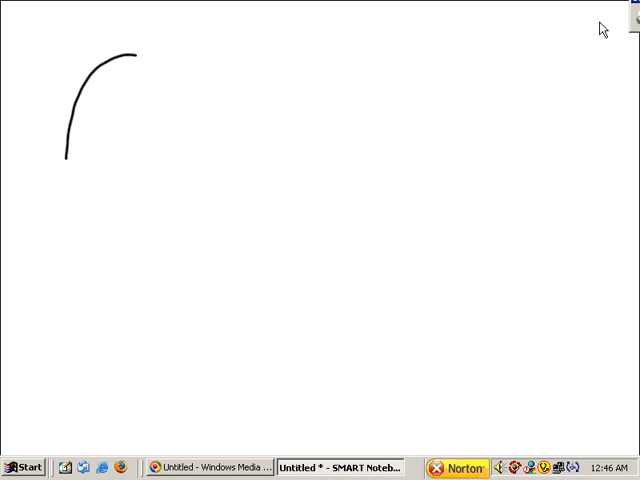 Start
Untitled - Windows Media ...
Untitled * - SMART Noteb...
Norton
12:46 AM